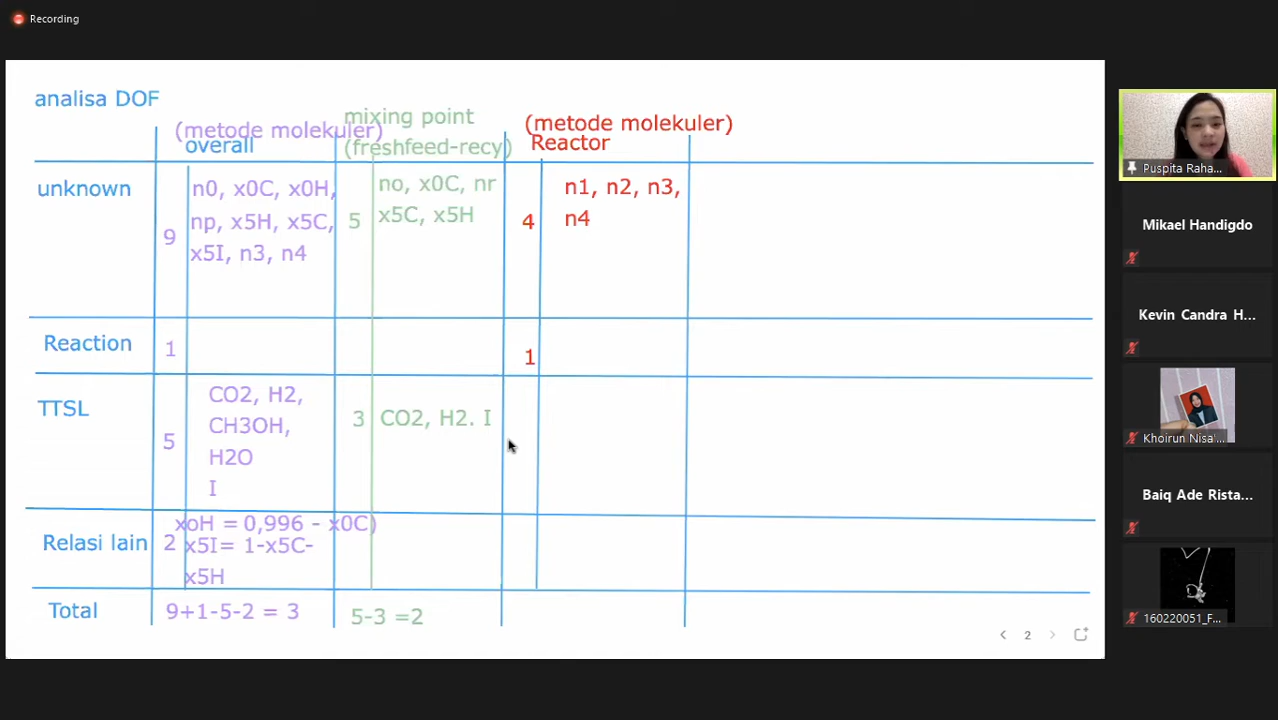 Recording
analisa DOF
(metode molekuler)
overall
mixing point
(freshfeed-recy)
(metode molekuler)
Reactor
unknown
9
n0, x0C, x0H,
np, x5H, x5C,
x5I, n3, n4
5
no, x0C, nr
x5C, x5H
4
n1, n2, n3,
n4
Reaction
1
1
TTSL
5
CO2, H2,
CH3OH,
H2O
I
3
CO2, H2. I
Relasi lain
2
xoH = 0,996 - x0C)
x5I= 1-x5C-
x5H
Total
9+1-5-2 = 3
5-3 =2
2
Puspita Raha...
Mikael Handigdo
Kevin Candra H...
Khoirun Nisa'...
Baiq Ade Rista...
160220051_F...